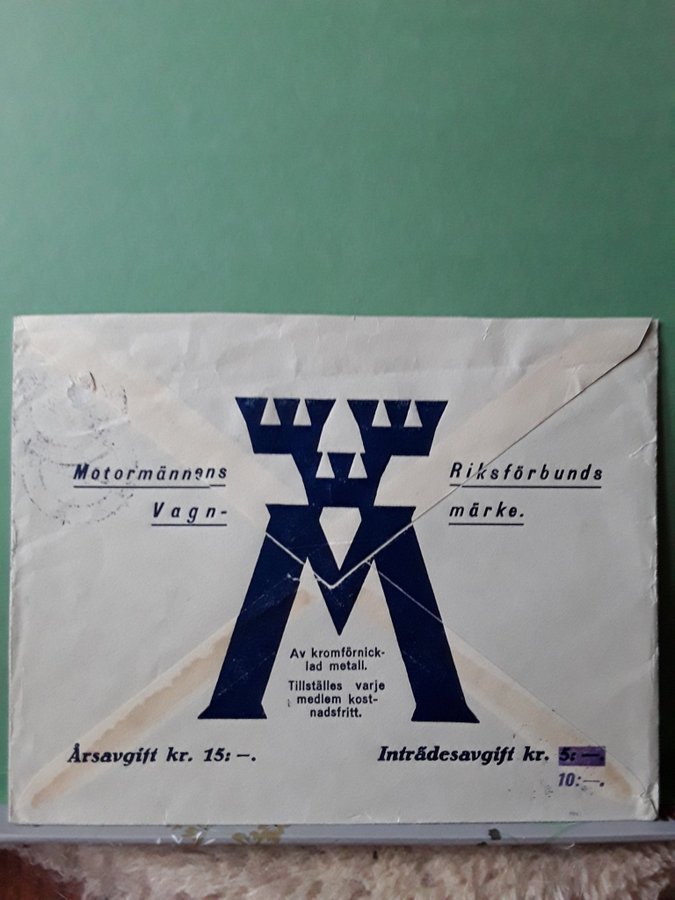 Motormännens Riksförbunds
Vagn- märke.
Av kromförnick-
lad metall.
Tillställes varje
medlem kost-
nadsfritt.
Årsavgift kr. 15: —. Inträdesavgift kr. 5: —.
10:—.